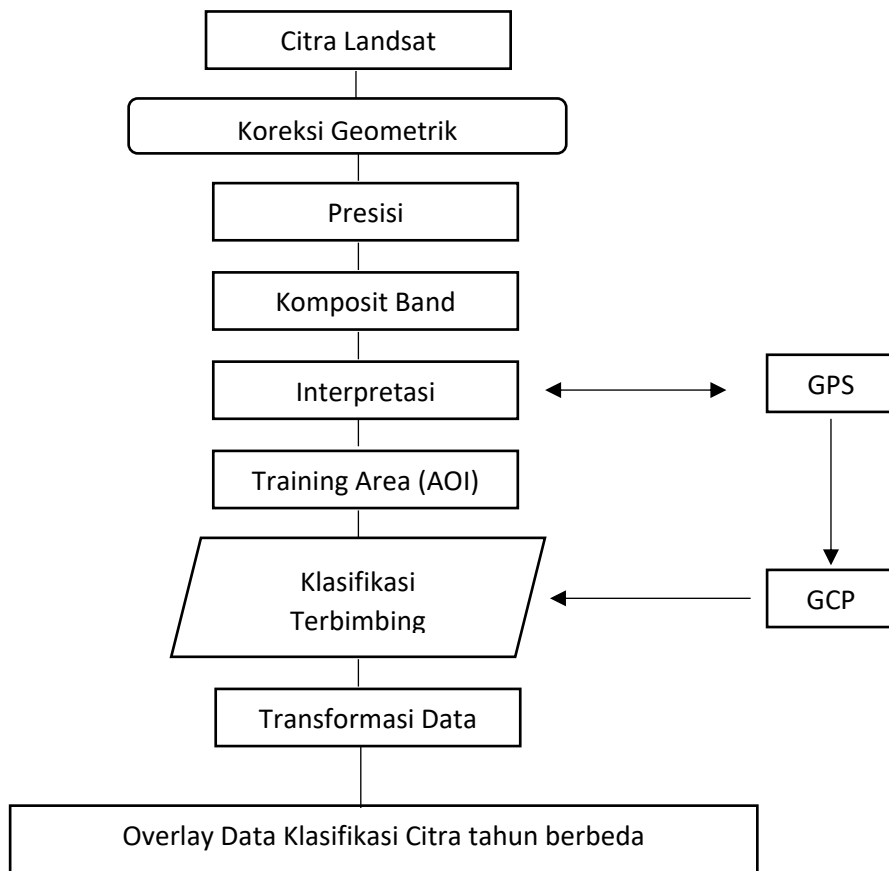 Citra Landsat
Koreksi Geometrik
Presisi
Komposit Band
Interpretasi
GPS
Training Area (AOI)
Klasifikasi
Terbimbing
GCP
Transformasi Data
Overlay Data Klasifikasi Citra tahun berbeda